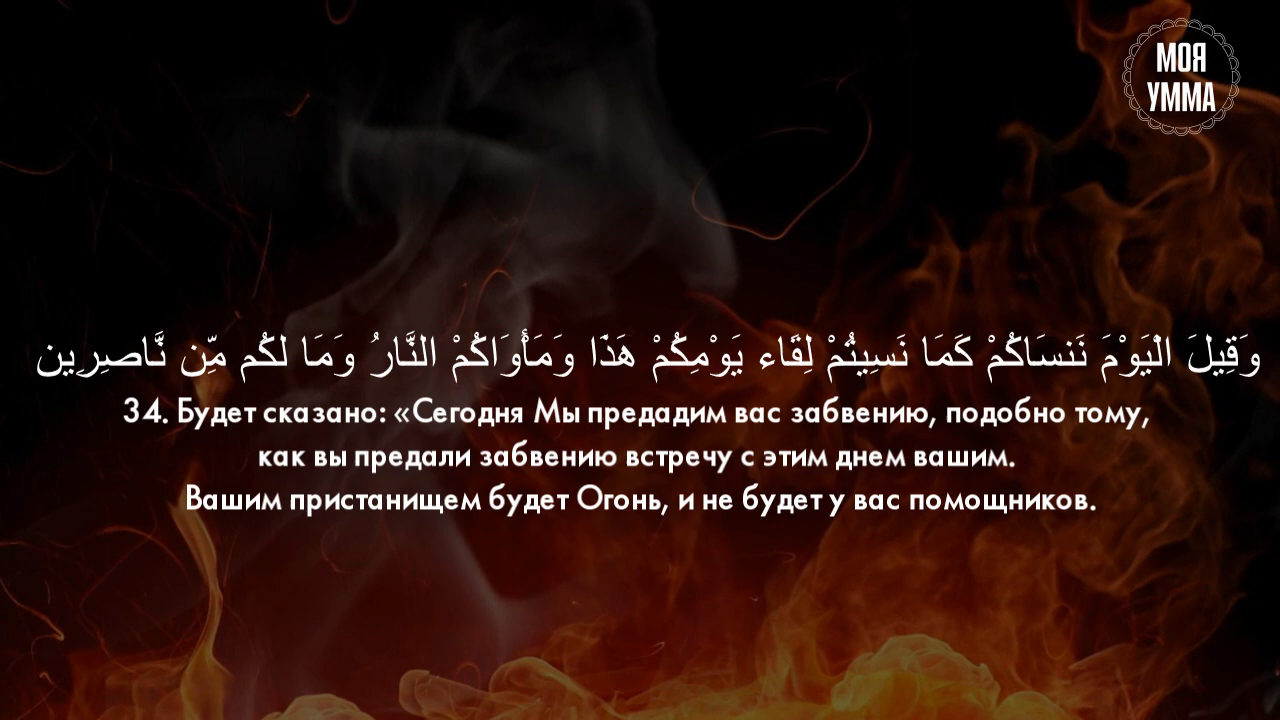 МОЯ
УММА
وَقِيلَ الْيَوْمَ نَنسَاكُمْ كَمَا نَسِيتُمْ لِقَاء يَوْمِكُمْ هَذَا وَمَأْوَاكُمْ النَّارُ وَمَا لَكُم مِّن نَّاصِرِين
34. Будет сказано: «Сегодня Мы предадим вас забвению, подобно тому,
как вы предали забвению встречу с этим днем вашим.
Вашим пристанищем будет Огонь, и не будет у вас помощников.